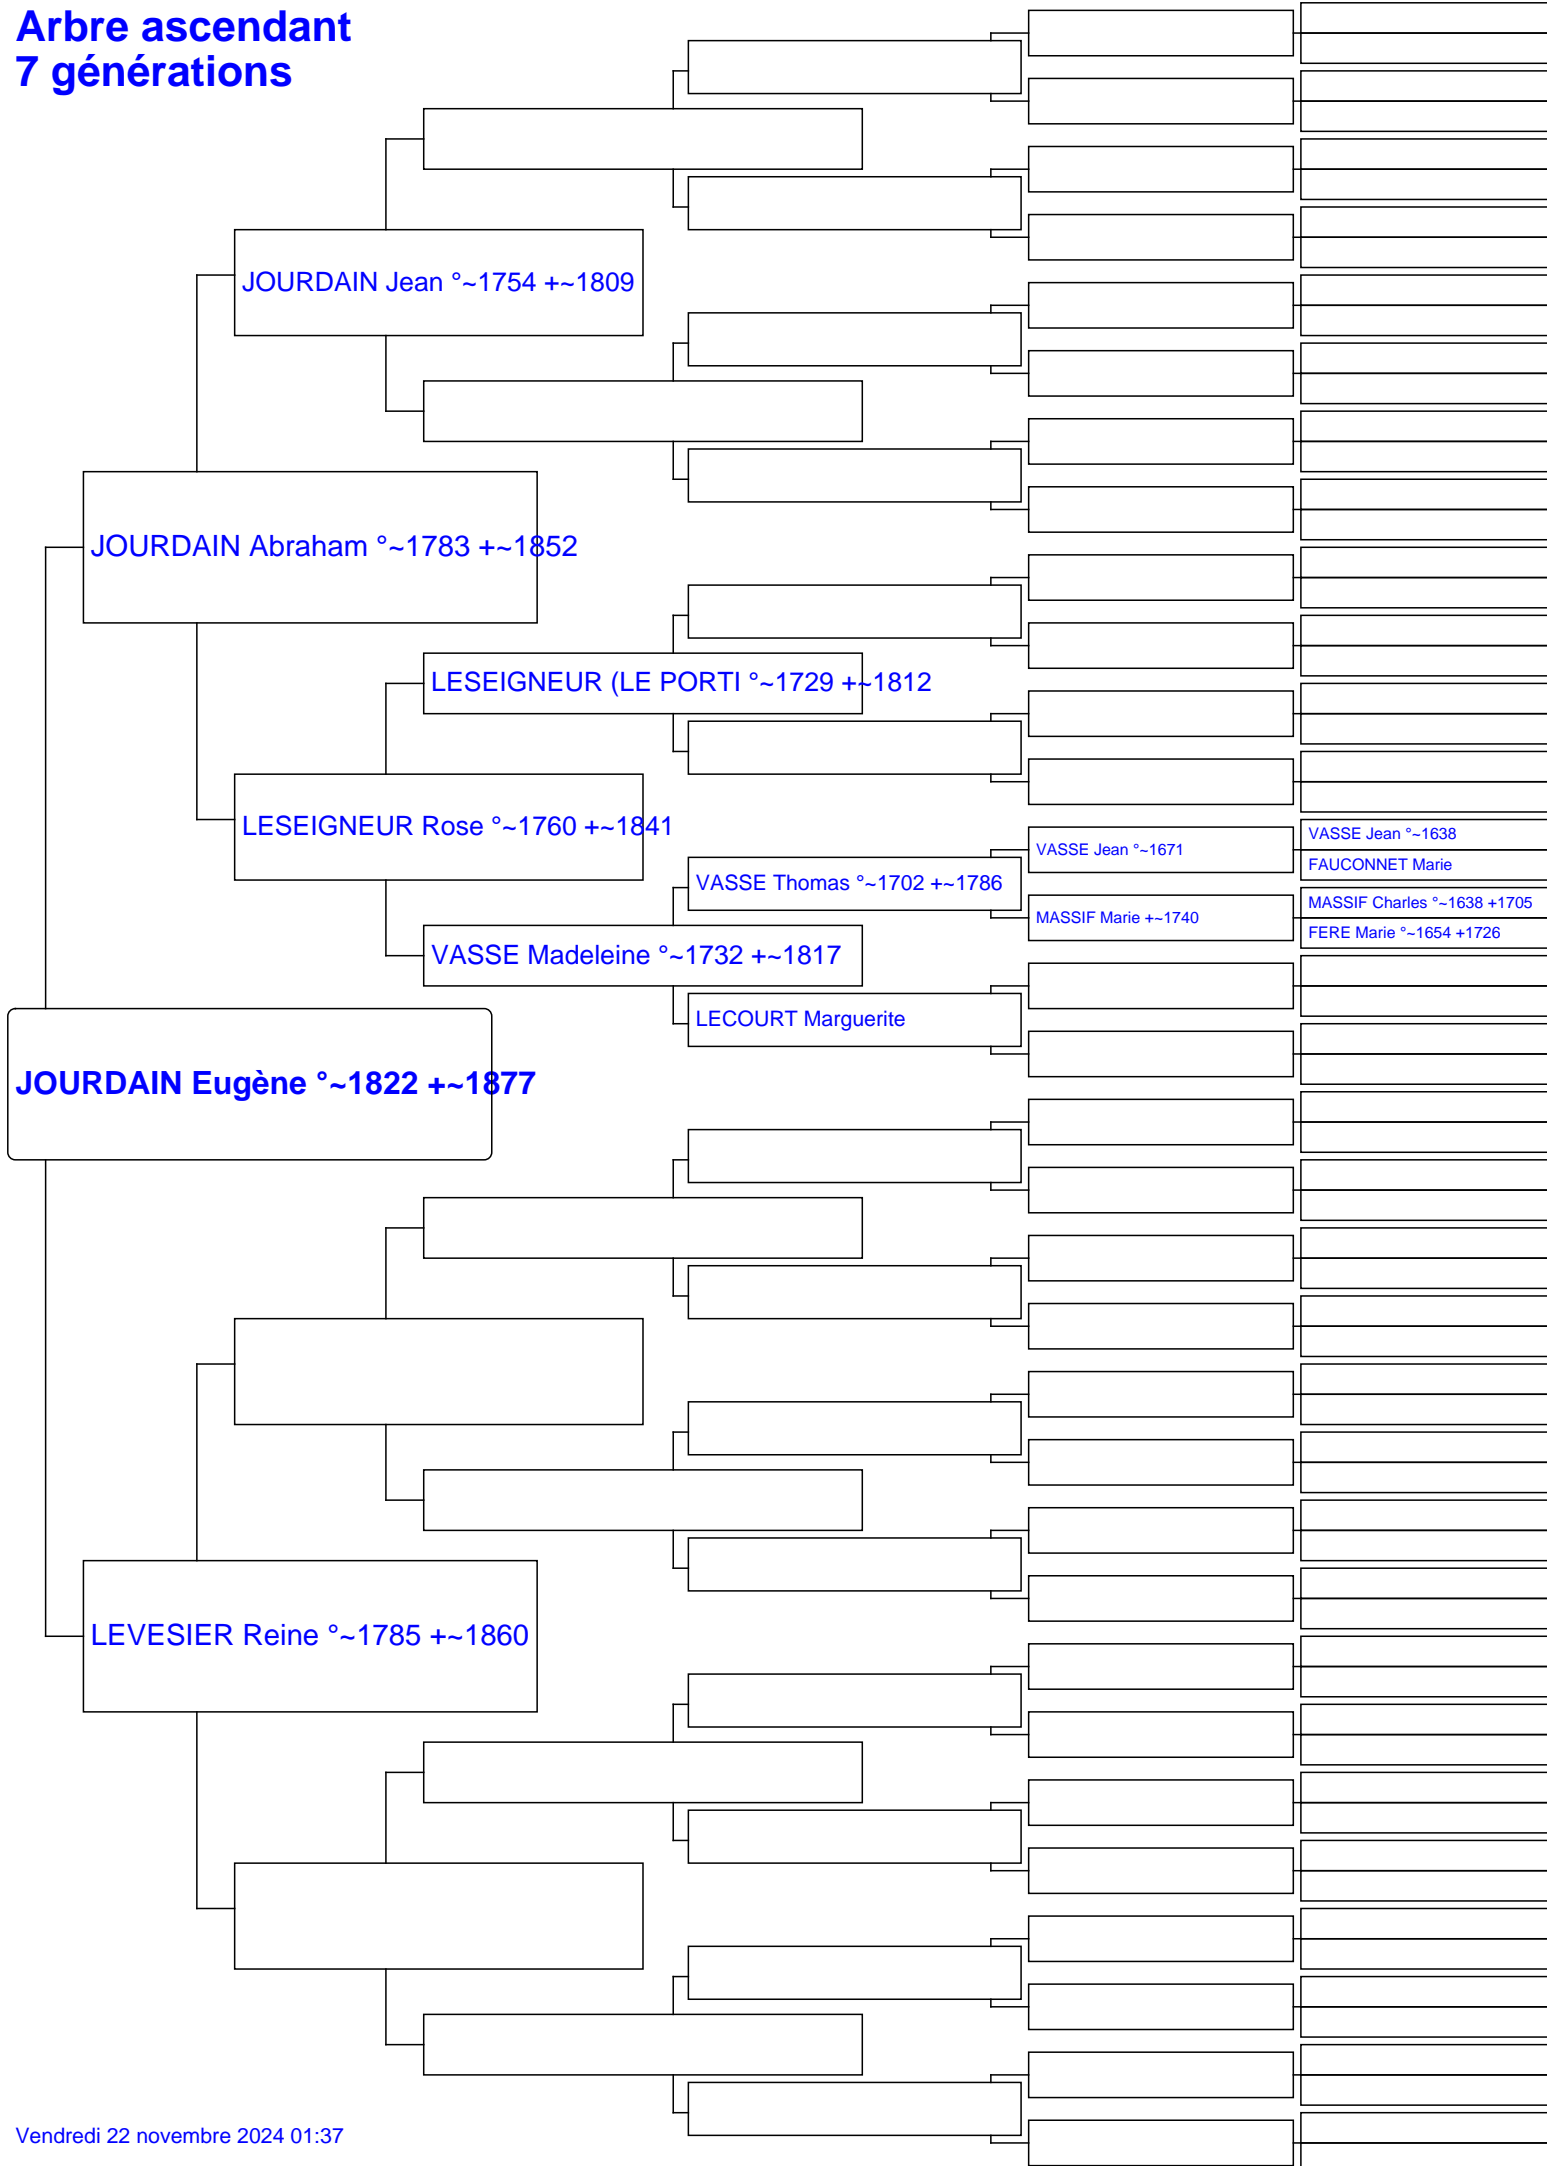 Arbre ascendant
7 générations
JOURDAIN Jean °~1754 +~1809
JOURDAIN Abraham °~1783 +~1852
LESEIGNEUR (LE PORTI °~1729 +~1812
LESEIGNEUR Rose °~1760 +~1841
VASSE Jean °~1638
VASSE Jean °~1671
FAUCONNET Marie
VASSE Thomas °~1702 +~1786
MASSIF Charles °~1638 +1705
MASSIF Marie +~1740
FERE Marie °~1654 +1726
VASSE Madeleine °~1732 +~1817
LECOURT Marguerite
JOURDAIN Eugène °~1822 +~1877
LEVESIER Reine °~1785 +~1860
Vendredi 22 novembre 2024 01:37